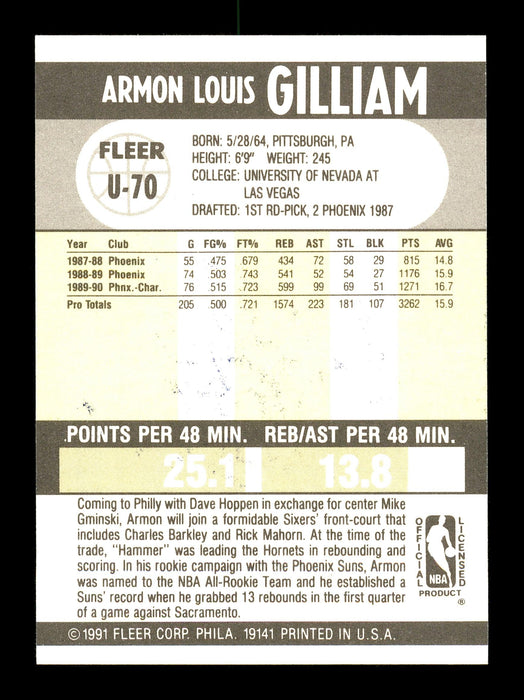 ARMON LOUIS GILLIAM
FLEER
U-70
BORN: 5/28/64, PITTSBURGH, PA
HEIGHT: 6'9" WEIGHT: 245
COLLEGE: UNIVERSITY OF NEVADA AT
LAS VEGAS
DRAFTED: 1ST RD-PICK, 2 PHOENIX 1987
Year Club G FG% FT% REB AST STL BLK PTS AVG
1987-88 Phoenix 55 .475 .679 434 72 58 29 815 14.8
1988-89 Phoenix 74 .503 .743 541 52 54 27 1176 15.9
1989-90 Phnx.-Char. 76 .515 .723 599 99 69 51 1271 16.7
Pro Totals 205 .500 .721 1574 223 181 107 3262 15.9
POINTS PER 48 MIN. REB/AST PER 48 MIN.
25.1 13.8
Coming to Philly with Dave Hoppen in exchange for center Mike
Gminski, Armon will join a formidable Sixers' front-court that
includes Charles Barkley and Rick Mahorn. At the time of the
trade, "Hammer" was leading the Hornets in rebounding and
scoring. In his rookie campaign with the Phoenix Suns, Armon
was named to the NBA All-Rookie Team and he established a
Suns' record when he grabbed 13 rebounds in the first quarter
of a game against Sacramento.
OFFICIAL
LICENSED
NBA
PRODUCT ®
© 1991 FLEER CORP. PHILA. 19141 PRINTED IN U.S.A.